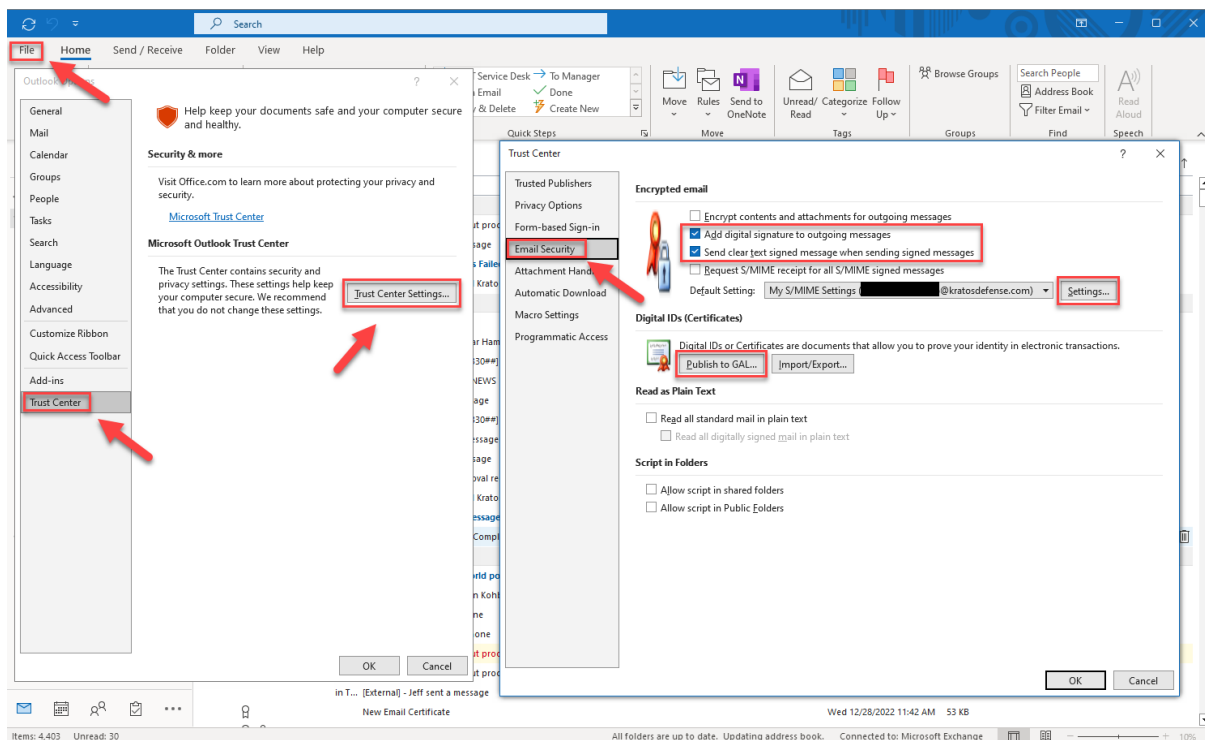 Search
File Home Send / Receive Folder View Help
Service Desk → To Manager
Email ✓ Done
& Delete Create New
Quick Steps
Move
Rules
Send to OneNote
Move
Unread/ Read
Categorize
Follow Up
Tags
Browse Groups
Groups
Search People
Address Book
Filter Email
Find
Read Aloud
Speech
Outlook
General
Mail
Calendar
Groups
People
Tasks
Search
Language
Accessibility
Advanced
Customize Ribbon
Quick Access Toolbar
Add-ins
Trust Center
Help keep your documents safe and your computer secure
and healthy.
Security & more
Visit Office.com to learn more about protecting your privacy and
security.
Microsoft Trust Center
Microsoft Outlook Trust Center
The Trust Center contains security and
privacy settings. These settings help keep
your computer secure. We recommend
that you do not change these settings.
Trust Center Settings...
OK Cancel
Trust Center
Trusted Publishers
Privacy Options
Form-based Sign-in
Email Security
Attachment
Automatic Download
Macro Settings
Programmatic Access
Encrypted email
Encrypt contents and attachments for outgoing messages
Add digital signature to outgoing messages
Send clear text signed message when sending signed messages
Request S/MIME receipt for all S/MIME signed messages
Default Setting: My S/MIME Settings ( @kratosdefense.com) Settings...
Digital IDs (Certificates)
Digital IDs or Certificates are documents that allow you to prove your identity in electronic transactions.
Publish to GAL... Import/Export...
Read as Plain Text
Read all standard mail in plain text
Read all digitally signed mail in plain text
Script in Folders
Allow script in shared folders
Allow script in Public Folders
OK Cancel
in T... [External] - Jeff sent a message
New Email Certificate Wed 12/28/2022 11:42 AM 53 KB
Items: 4,403 Unread: 30 All folders are up to date. Updating address book. Connected to: Microsoft Exchange 10%